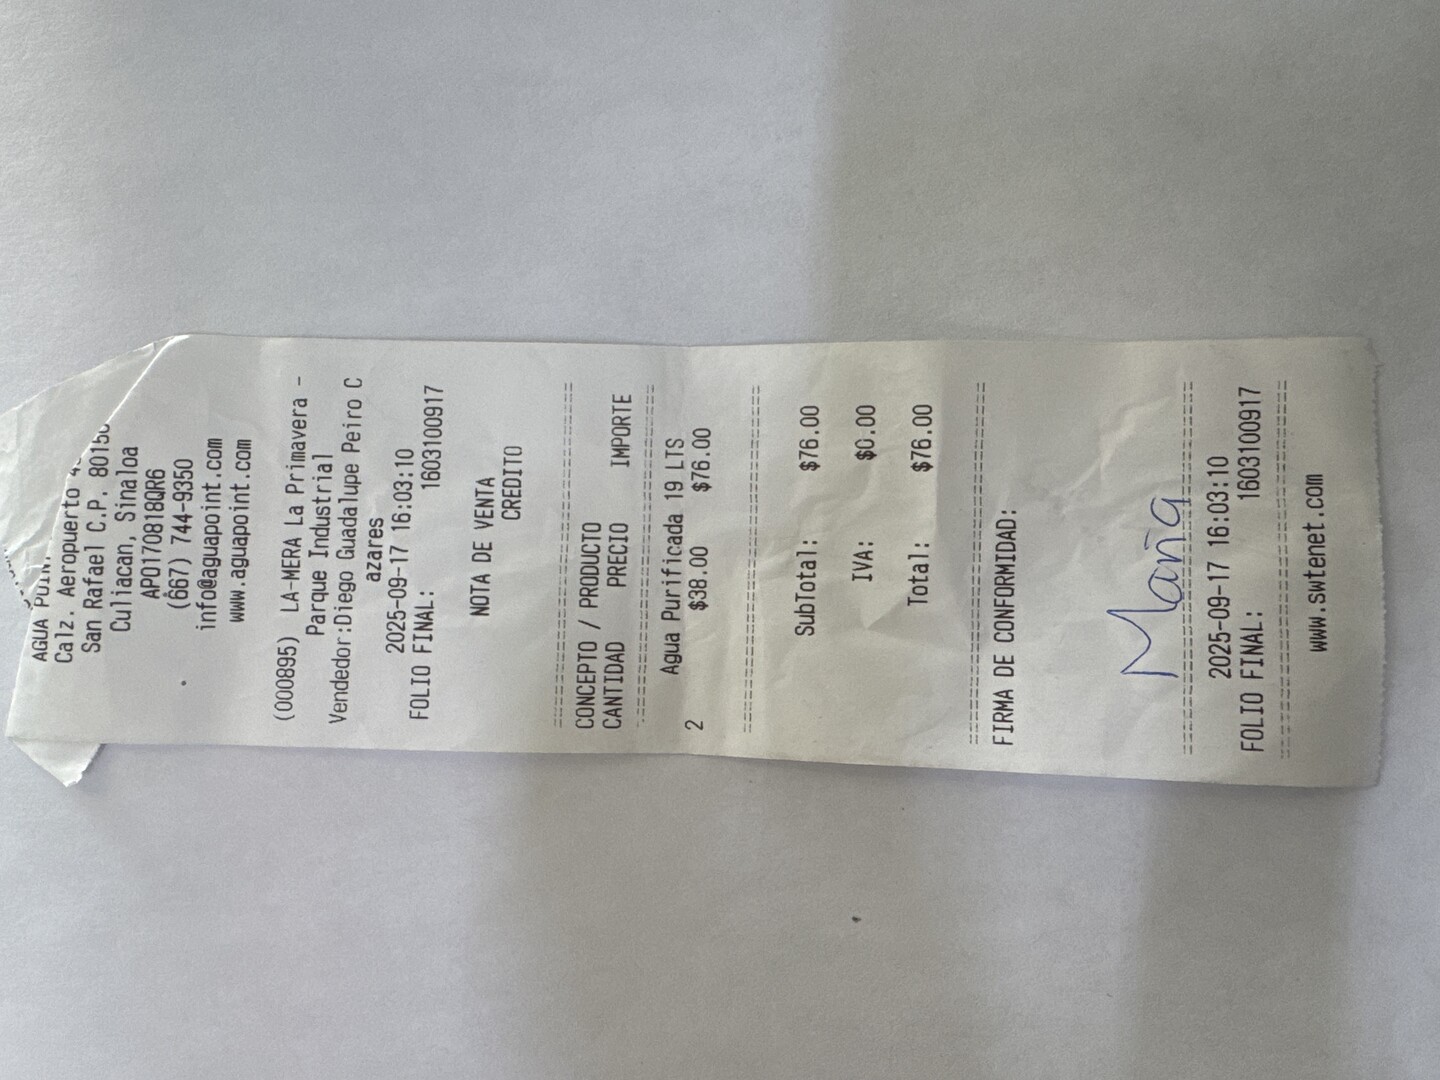 AGUA
Calz. Aeropuerto
San Rafael C.P. 80150
Culiacan, Sinaloa
APO170818QR6
(667) 744-9350
info@aguapoint.com
www.aguapoint.com
(000895) LA-MERA La Primavera -
Parque Industrial
Vendedor:Diego Guadalupe Peiro C
azares
2025-09-17 16:03:10
FOLIO FINAL: 1603100917
NOTA DE VENTA
CREDITO
CONCEPTO / PRODUCTO
CANTIDAD PRECIO IMPORTE
Agua Purificada 19 LTS
2 $38.00 $76.00
SubTotal: $76.00
IVA: $0.00
Total: $76.00
FIRMA DE CONFORMIDAD:
Maria
2025-09-17 16:03:10
FOLIO FINAL: 1603100917
www.swtenet.com